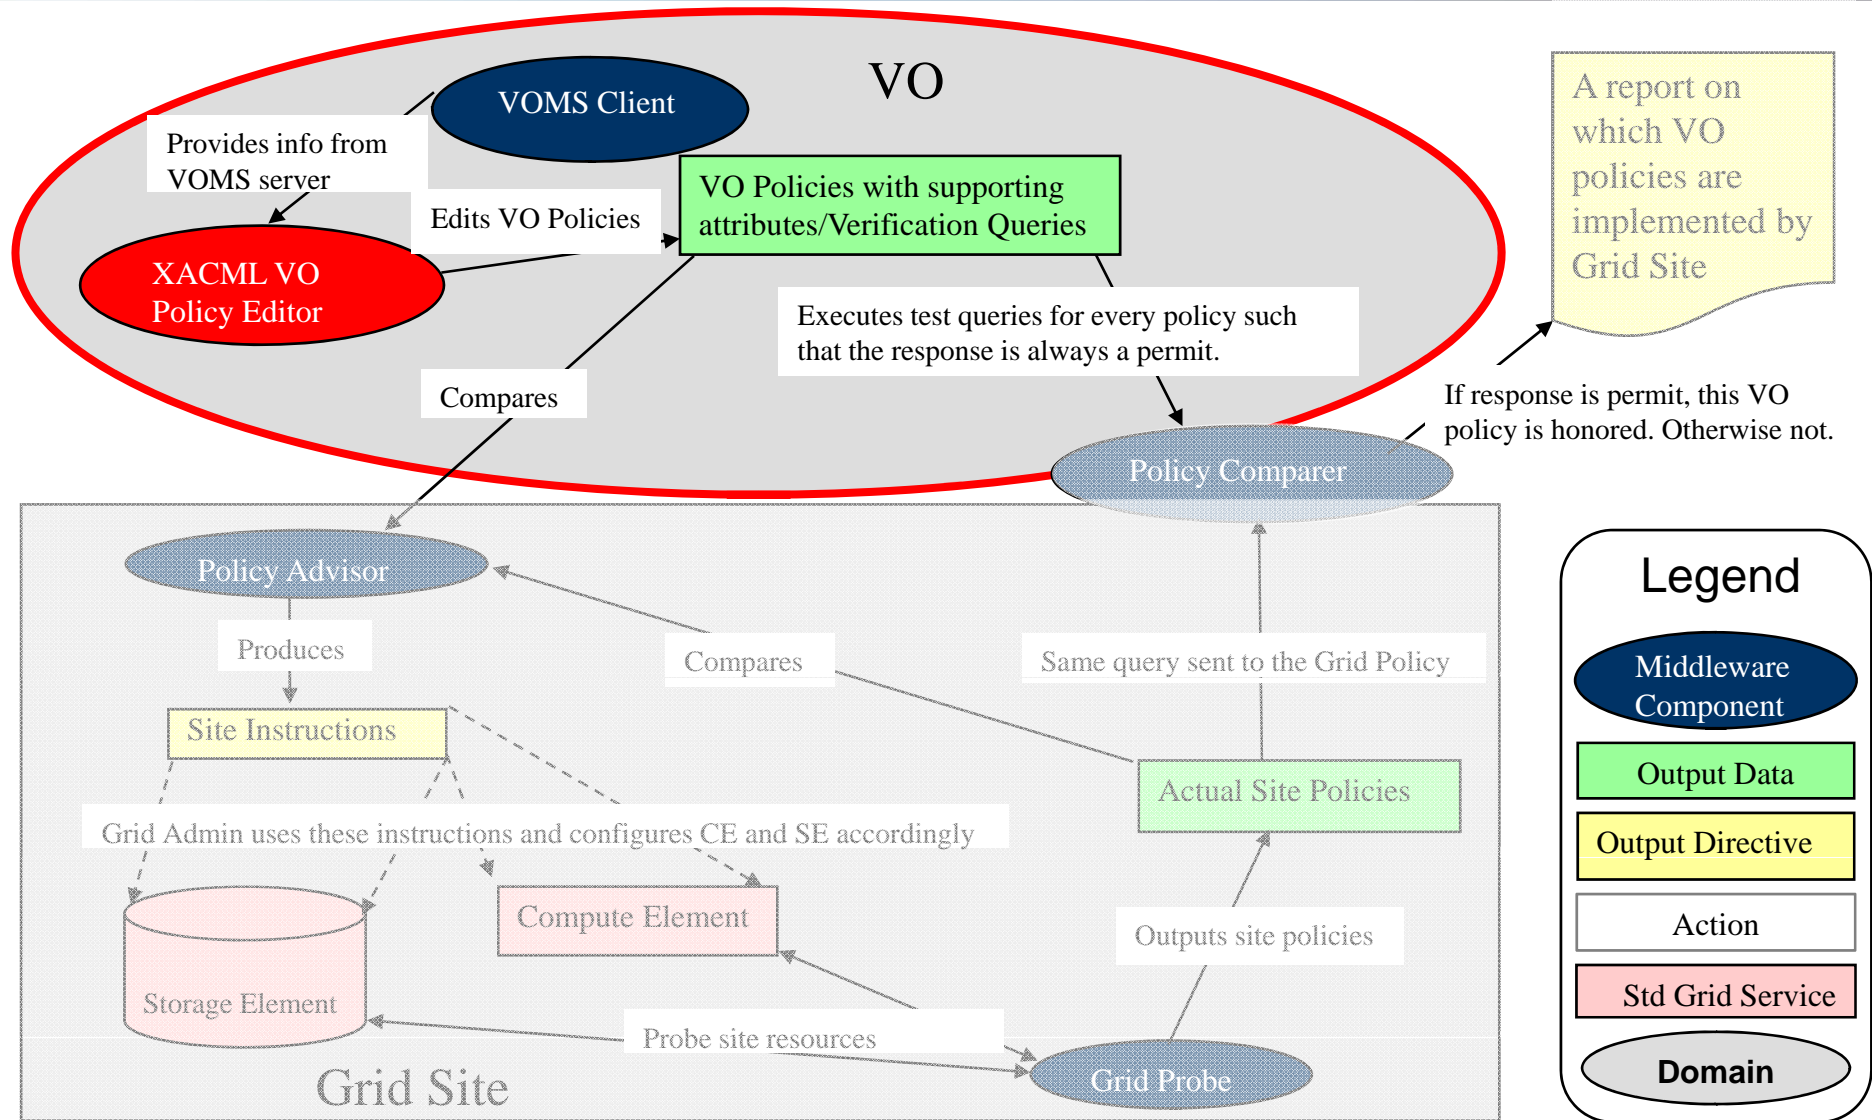 VO
VOMS Client
Provides info from
VOMS server
VO Policies with supporting
attributes/Verification Queries
Edits VO Policies
XACML VO
Policy Editor
Executes test queries for every policy such
that the response is always a permit.
Compares
A report on
which VO
policies are
implemented by
Grid Site
If response is permit, this VO
policy is honored. Otherwise not.
Policy Comparer
Policy Advisor
Produces
Compares
Same query sent to the Grid Policy
Site Instructions
Actual Site Policies
Grid Admin uses these instructions and configures CE and SE accordingly
Compute Element
Outputs site policies
Storage Element
Probe site resources
Grid Probe
Grid Site
Legend
Middleware
Component
Output Data
Output Directive
Action
Std Grid Service
Domain